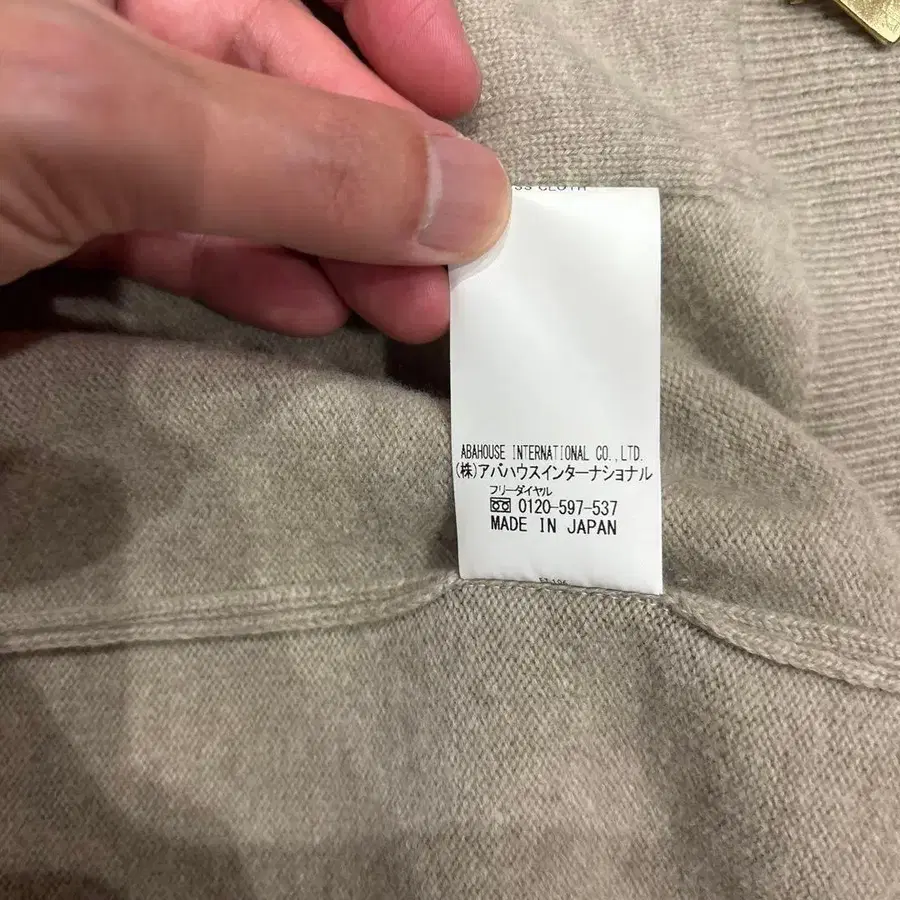 CLOTH
ABAHOUSE INTERNATIONAL CO.,LTD.
(株)アバハウスインターナショナル
フリーダイヤル
0120-597-537
MADE IN JAPAN